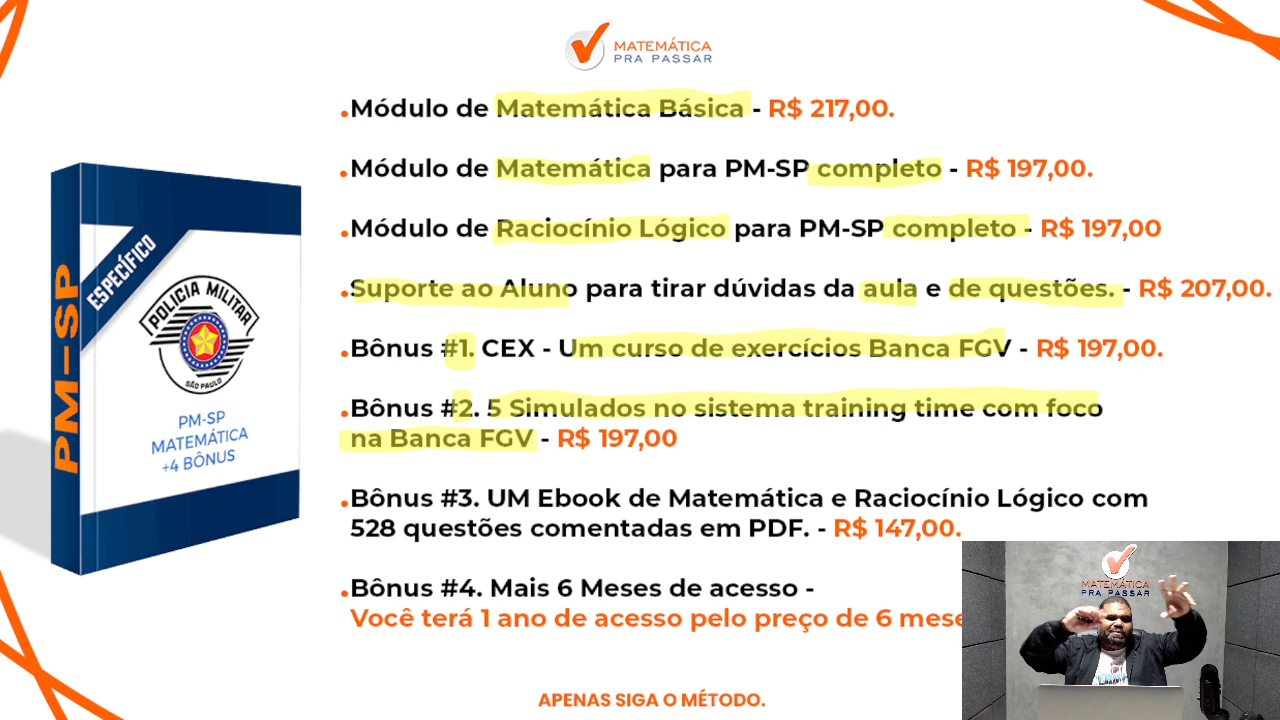 MATEMÁTICA
PRA PASSAR
.Módulo de Matemática Básica - R$ 217,00.
.Módulo de Matemática para PM-SP completo - R$ 197,00.
.Módulo de Raciocínio Lógico para PM-SP completo - R$ 197,00
.Suporte ao Aluno para tirar dúvidas da aula e de questões. - R$ 207,00.
.Bônus #1. CEX - Um curso de exercícios Banca FGV - R$ 197,00.
.Bônus #2. 5 Simulados no sistema training time com foco
na Banca FGV - R$ 197,00
.Bônus #3. UM Ebook de Matemática e Raciocínio Lógico com
528 questões comentadas em PDF. - R$ 147,00.
.Bônus #4. Mais 6 Meses de acesso -
Você terá 1 ano de acesso pelo preço de 6 mese
APENAS SIGA O MÉTODO.
PM-SP
ESPECÍFICO
POLICIA MILITAR
SÃO PAULO
PM-SP
MATEMÁTICA
+4 BÔNUS
MATEMÁTICA
PRA PASSAR